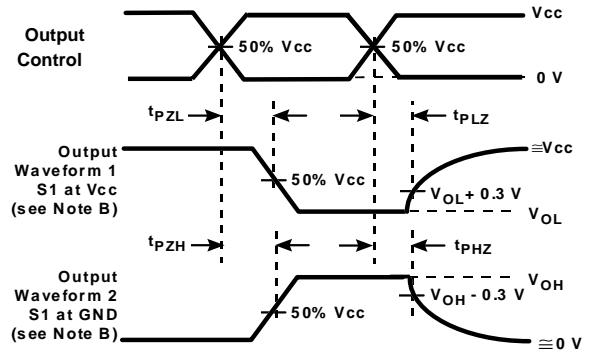 Output
Control
50% Vcc
50% Vcc
Vcc
0 V
tPZL
tPLZ
Output
Waveform 1
S1 at Vcc
(see Note B)
50% Vcc
≅Vcc
VOL+ 0.3 V
VOL
tPZH
tPHZ
Output
Waveform 2
S1 at GND
(see Note B)
50% Vcc
VOH
VOH - 0.3 V
≅0 V